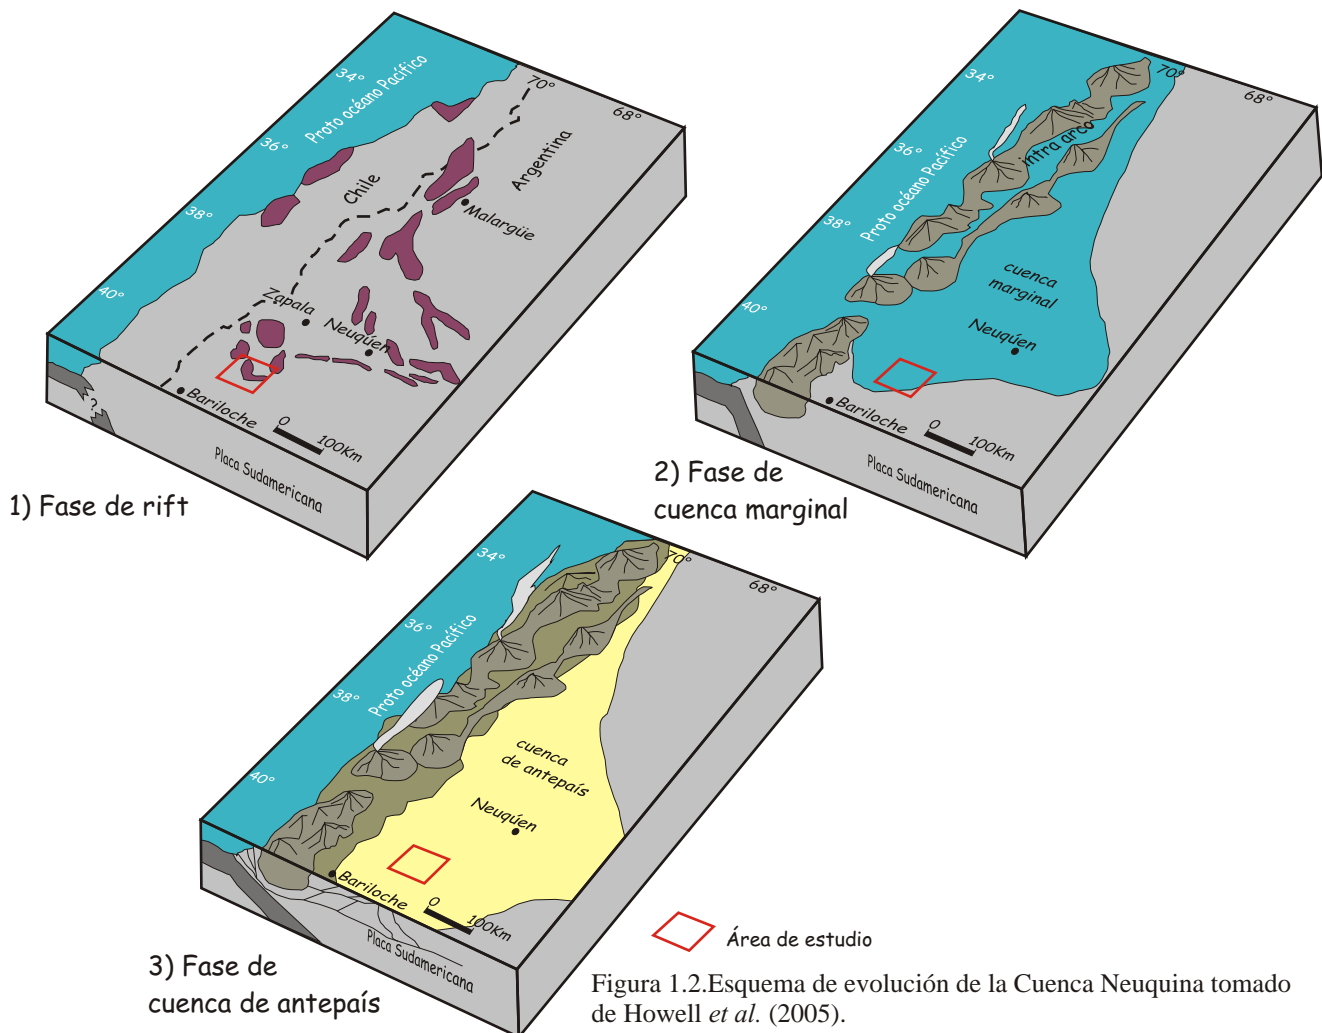 34°
36°
38°
40°
Proto océano Pacífico
70°
68°
Chile
Argentina
Malargüe
Zapala
Neuqúen
Bariloche
0
100Km
?
Placa Sudamericana
1) Fase de rift
34°
36°
38°
40°
Proto océano Pacífico
70°
68°
intra arco
cuenca
marginal
Neuqúen
Bariloche
0
100Km
Placa Sudamericana
2) Fase de
cuenca marginal
34°
36°
38°
40°
Proto océano Pacífico
70°
68°
cuenca
de antepaís
Neuqúen
Bariloche
0
100Km
Placa Sudamericana
3) Fase de
cuenca de antepaís
Área de estudio
Figura 1.2.Esquema de evolución de la Cuenca Neuquina tomado
de Howell et al. (2005).